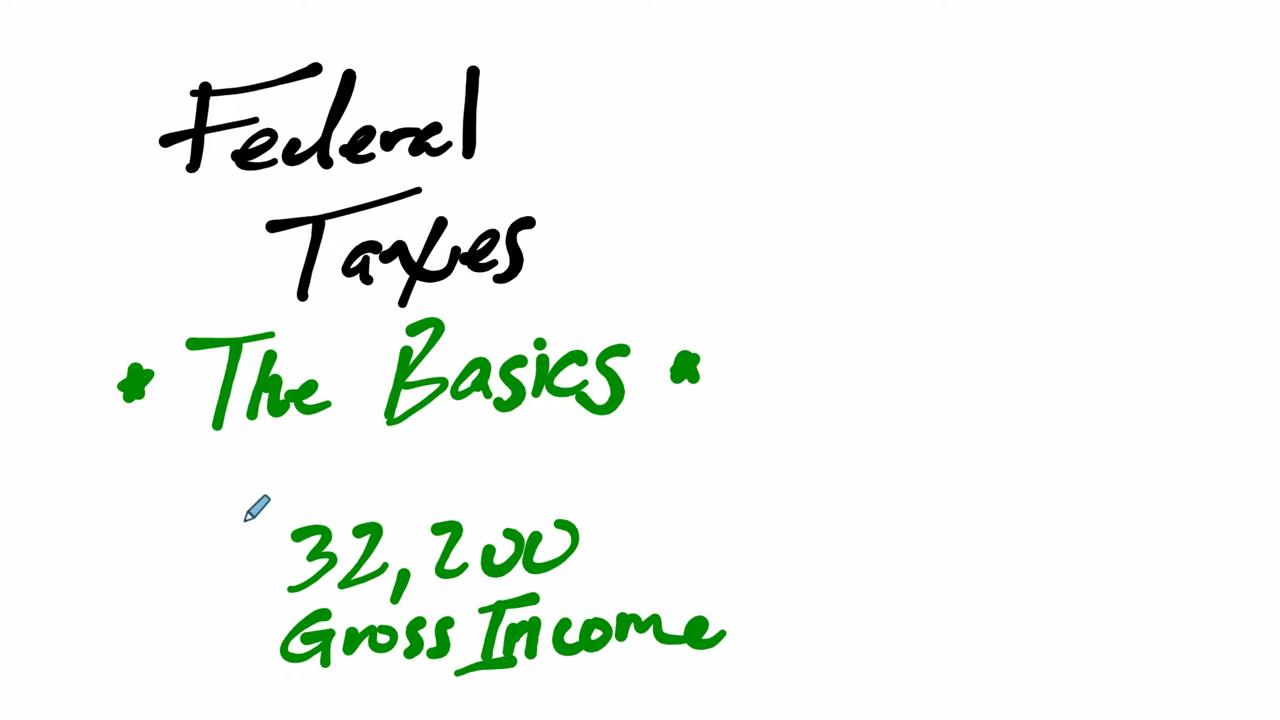 Federal
Taxes
* The Basics *
32,200
Gross Income